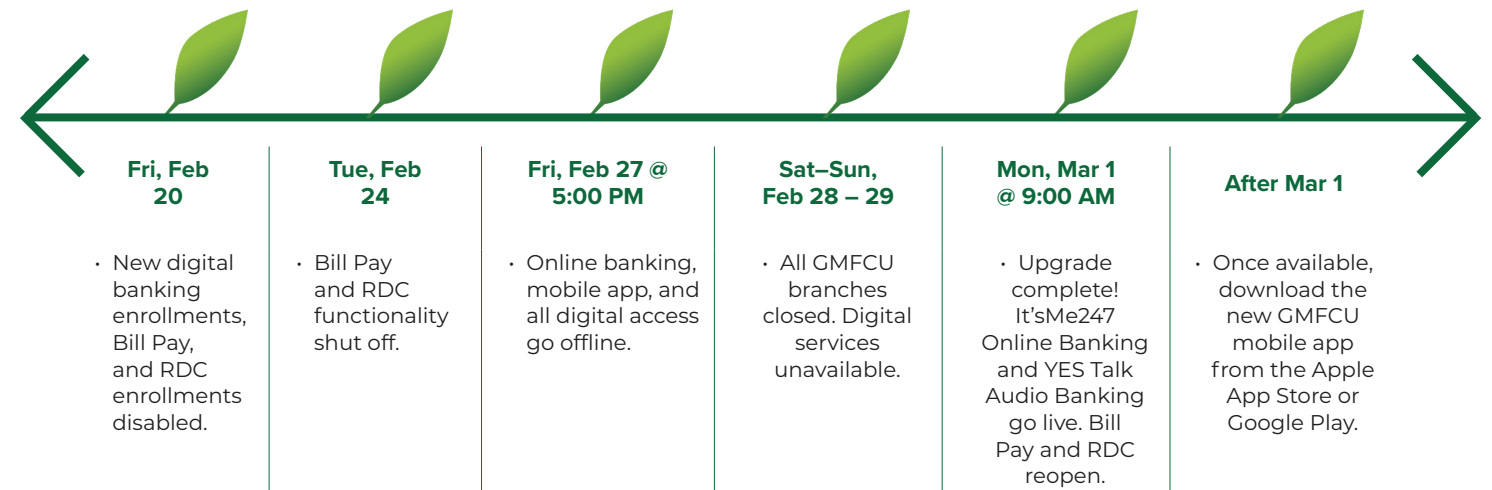 Fri, Feb
20
• New digital
banking
enrollments,
Bill Pay,
and RDC
enrollments
disabled.
Tue, Feb
24
• Bill Pay
and RDC
functionality
shut off.
Fri, Feb 27 @
5:00 PM
• Online banking,
mobile app, and
all digital access
go offline.
Sat–Sun,
Feb 28 – 29
• All GMFCU
branches
closed. Digital
services
unavailable.
Mon, Mar 1
@ 9:00 AM
• Upgrade
complete!
It’sMe247
Online Banking
and YES Talk
Audio Banking
go live. Bill
Pay and RDC
reopen.
After Mar 1
• Once available,
download the
new GMFCU
mobile app
from the Apple
App Store or
Google Play.